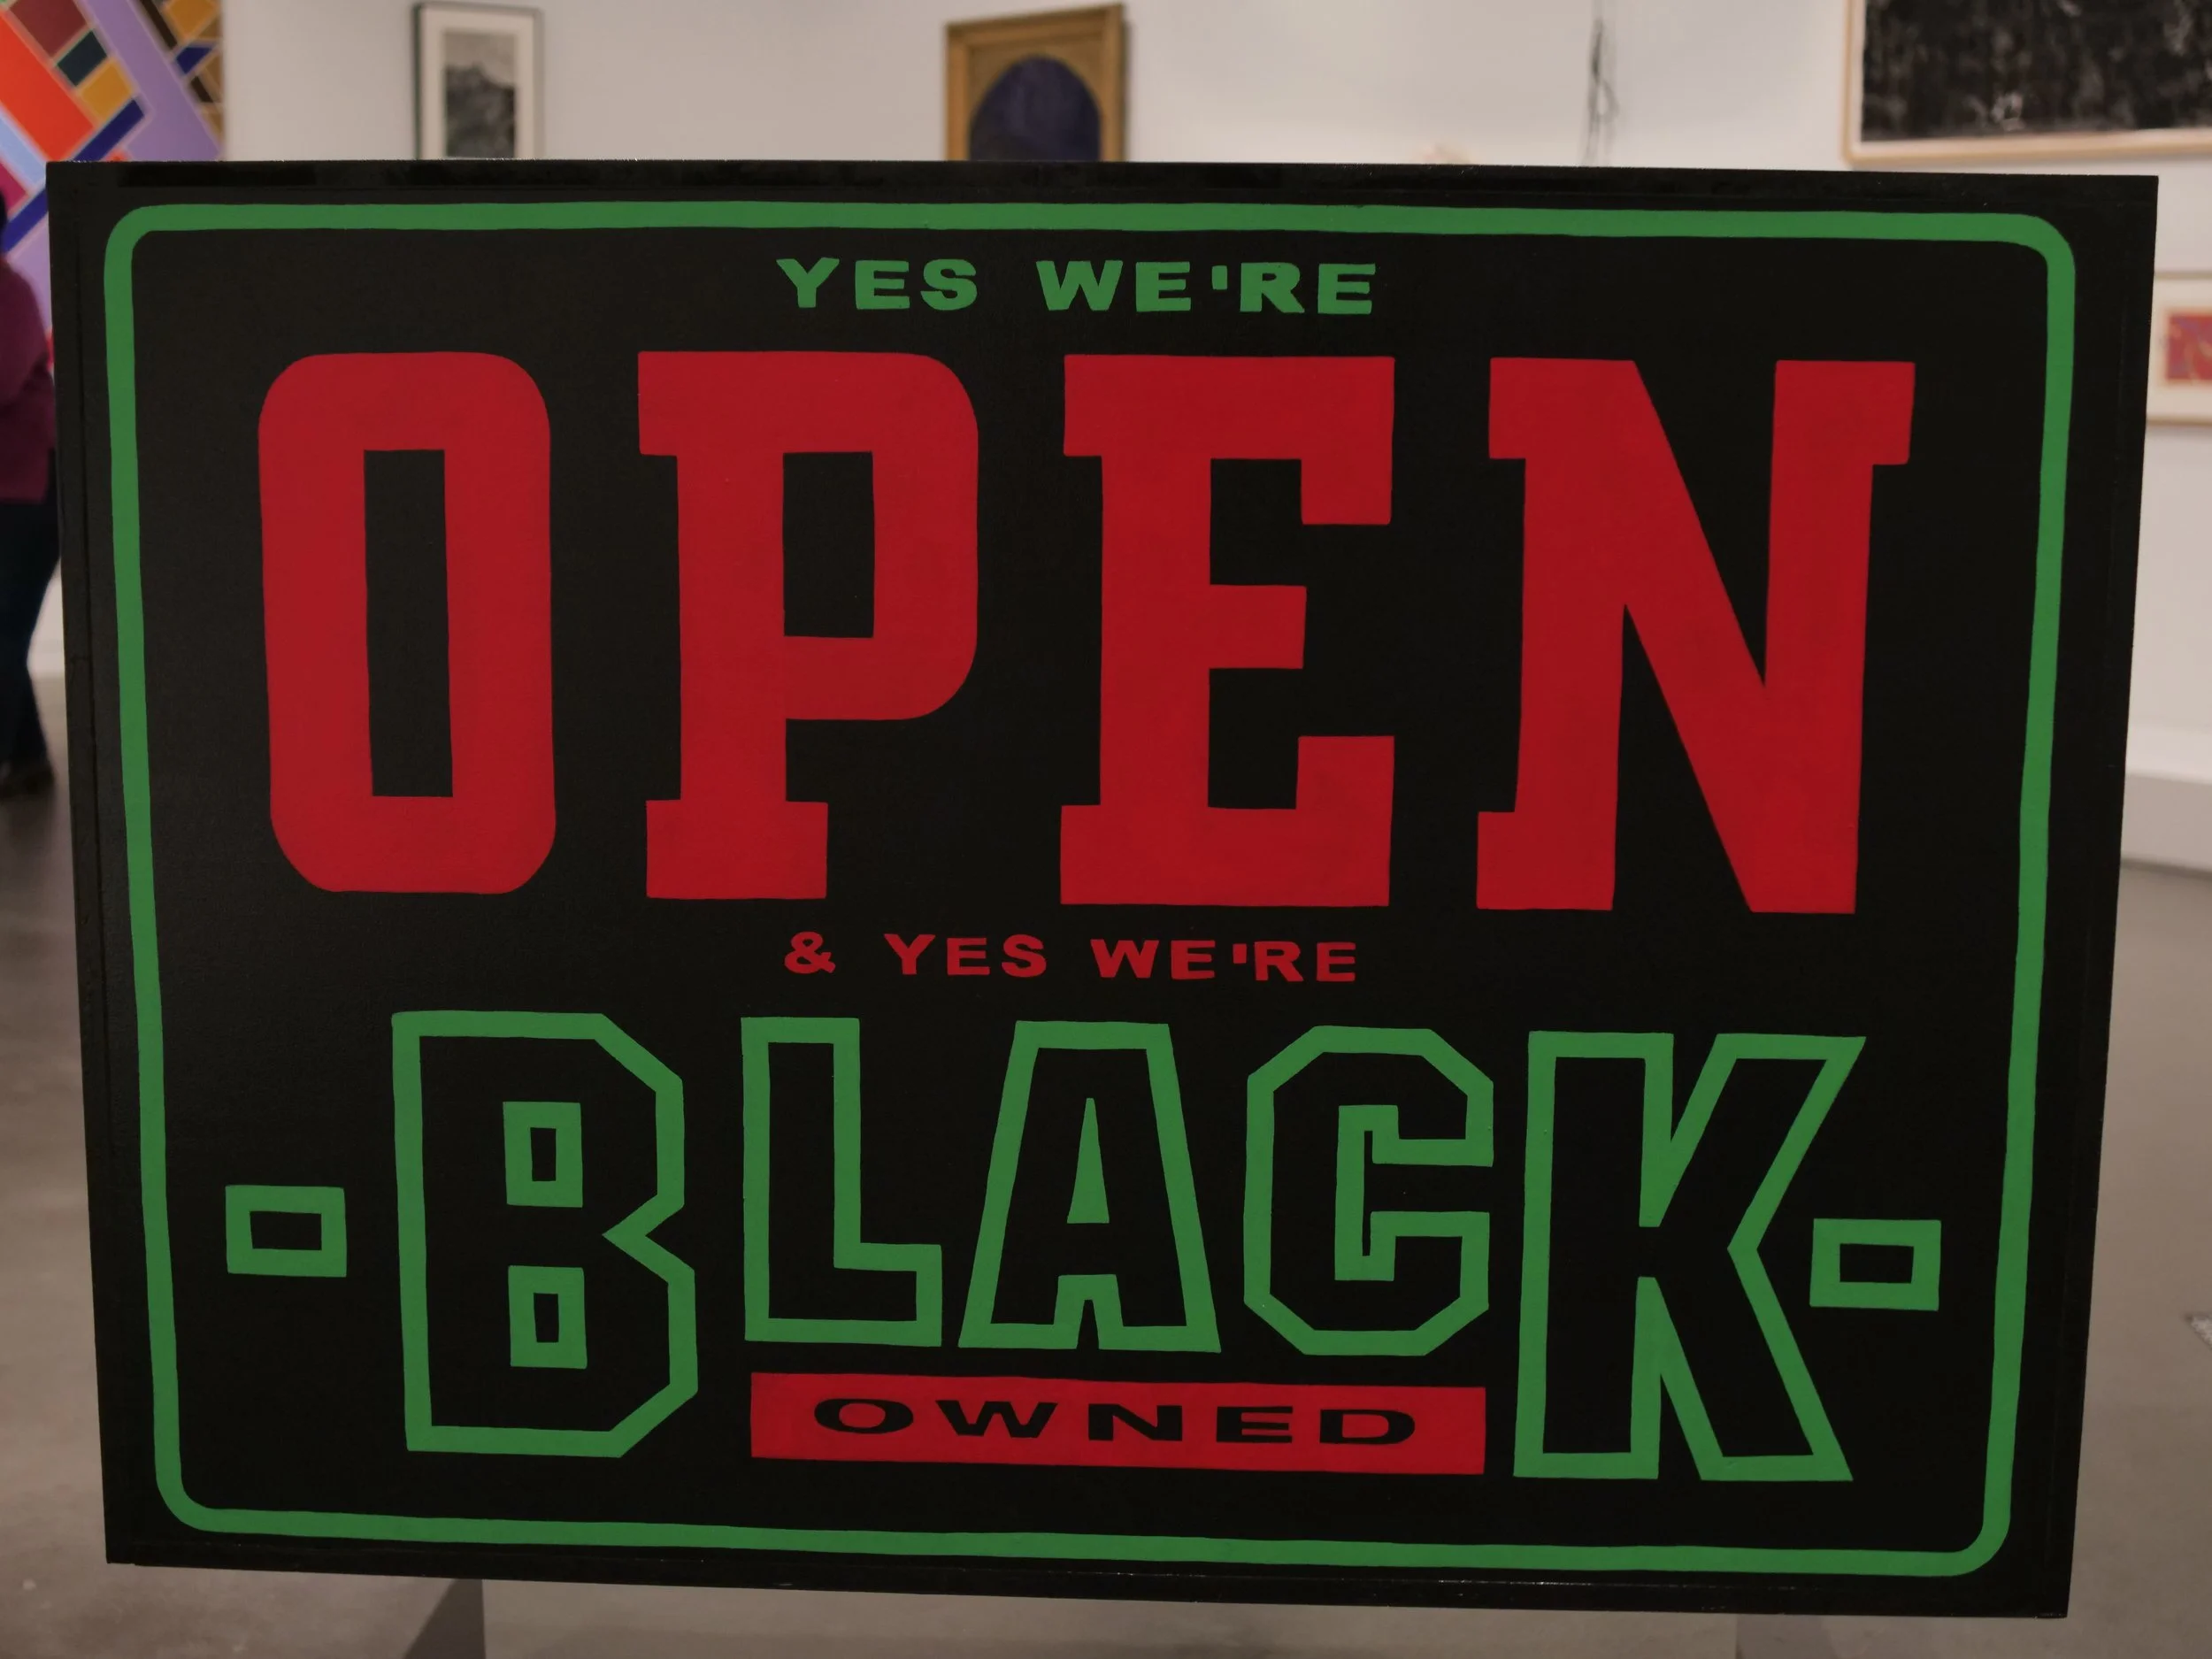 YES WE'RE
OPEN
& YES WE'RE
-BLACK-
OWNED